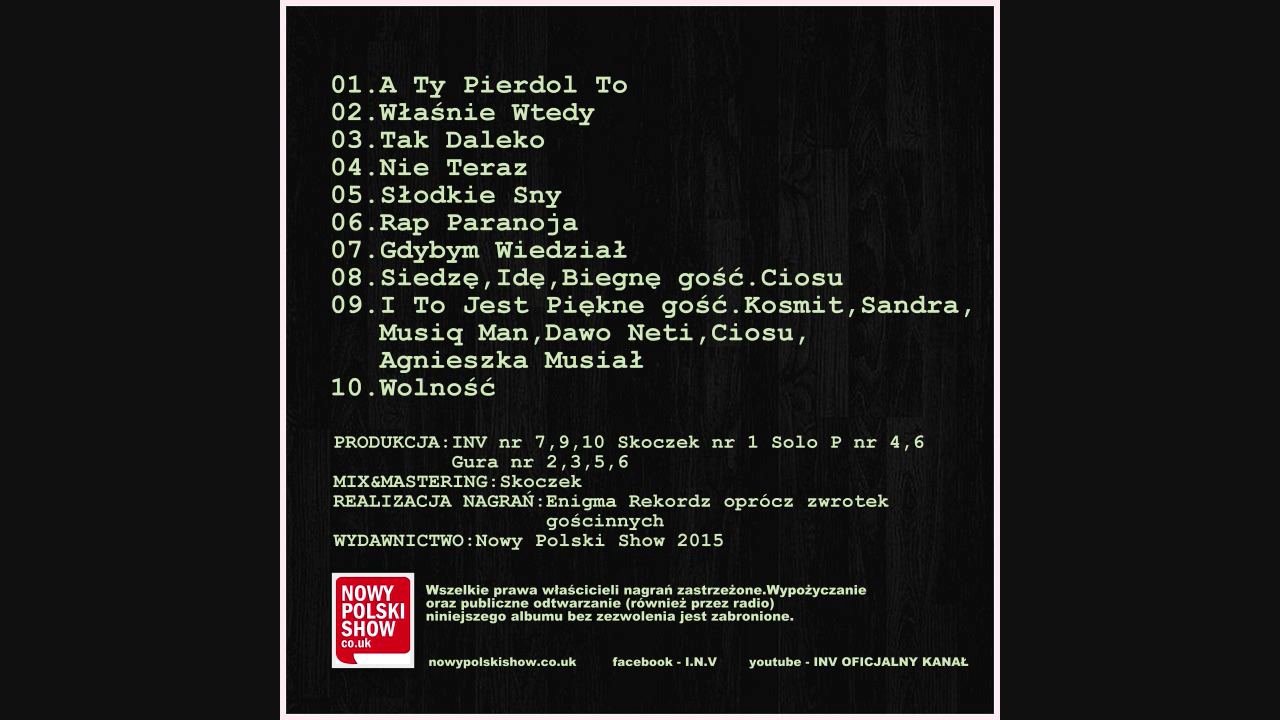 01.A Ty Pierdol To
02.Właśnie Wtedy
03.Tak Daleko
04.Nie Teraz
05.Słodkie Sny
06.Rap Paranoja
07.Gdybym Wiedział
08.Siedzę,Idę,Biegnę gość.Ciosu
09.I To Jest Piękne gość.Kosmit,Sandra,
Musiq Man,Dawo Neti,Ciosu,
Agnieszka Musiał
10.Wolność
PRODUKCJA:INV nr 7,9,10 Skoczek nr 1 Solo P nr 4,6
Gura nr 2,3,5,6
MIX&MASTERING:Skoczek
REALIZACJA NAGRAŃ:Enigma Rekordz oprócz zwrotek
gościnnych
WYDAWNICTWO:Nowy Polski Show 2015
NOWY
POLSKI
SHOW
co.uk
Wszelkie prawa właścicieli nagrań zastrzeżone.Wypożyczanie
oraz publiczne odtwarzanie (również przez radio)
niniejszego albumu bez zezwolenia jest zabronione.
nowypolskishow.co.uk facebook - I.N.V youtube - INV OFICJALNY KANAŁ